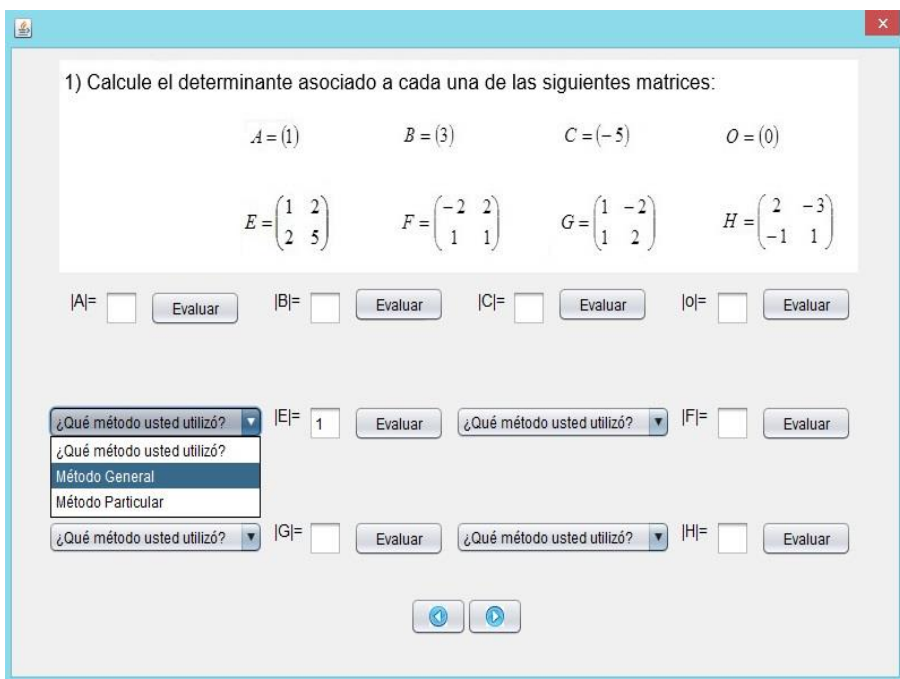 1) Calcule el determinante asociado a cada una de las siguientes matrices:
A = (1) B = (3) C = (− 5) O = (0)
E = (1 2 F = (−2 2 G = (1 −2 H = ( 2 −3
2 5) 1 1) 1 2) −1 1)
|A|= Evaluar |B|= Evaluar |C|= Evaluar |o|= Evaluar
¿Qué método usted utilizó? |E|= 1 Evaluar ¿Qué método usted utilizó? |F|= Evaluar
¿Qué método usted utilizó?
Método General
Método Particular
¿Qué método usted utilizó? |G|= Evaluar ¿Qué método usted utilizó? |H|= Evaluar